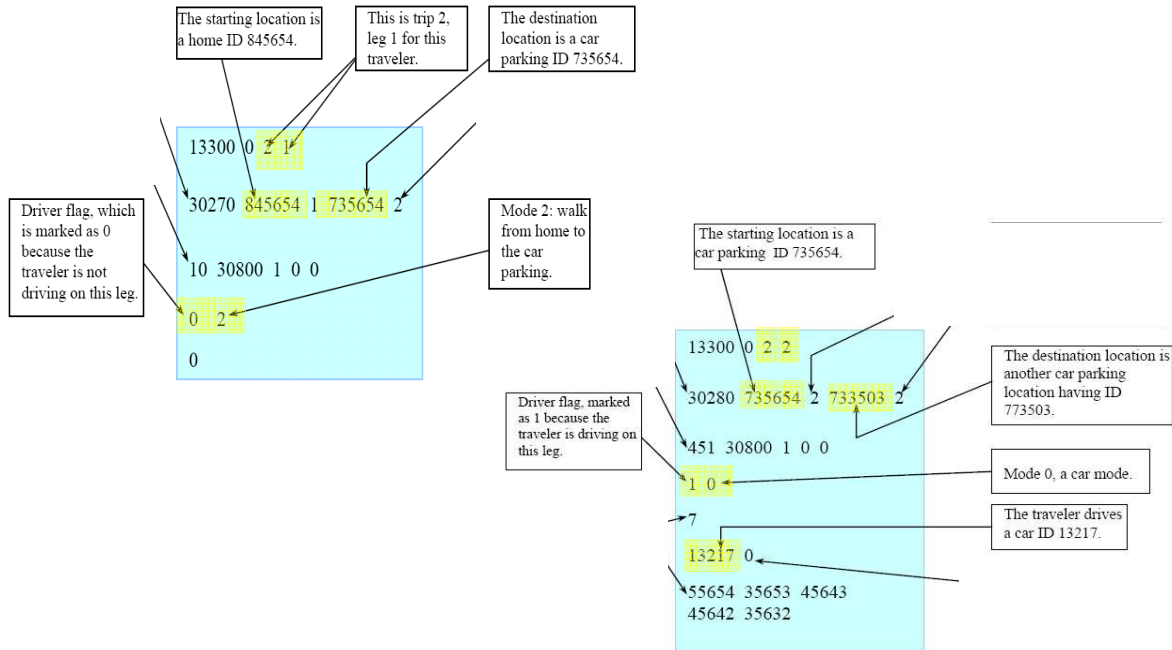 The starting location is
a home ID 845654.
This is trip 2,
leg 1 for this
traveler.
The destination
location is a car
parking ID 735654.
13300 0 2 1
30270 845654 1 735654 2
10 30800 1 0 0
0 2
0
Driver flag, which
is marked as 0
because the
traveler is not
driving on this leg.
Mode 2: walk
from home to
the car
parking.
The starting location is a
car parking ID 735654.
13300 0 2 2
30280 735654 2 733503 2
451 30800 1 0 0
1 0
7
13217 0
55654 35653 45643
45642 35632
Driver flag, marked
as 1 because the
traveler is driving on
this leg.
The destination location is
another car parking
location having ID
773503.
Mode 0, a car mode.
The traveler drives
a car ID 13217.